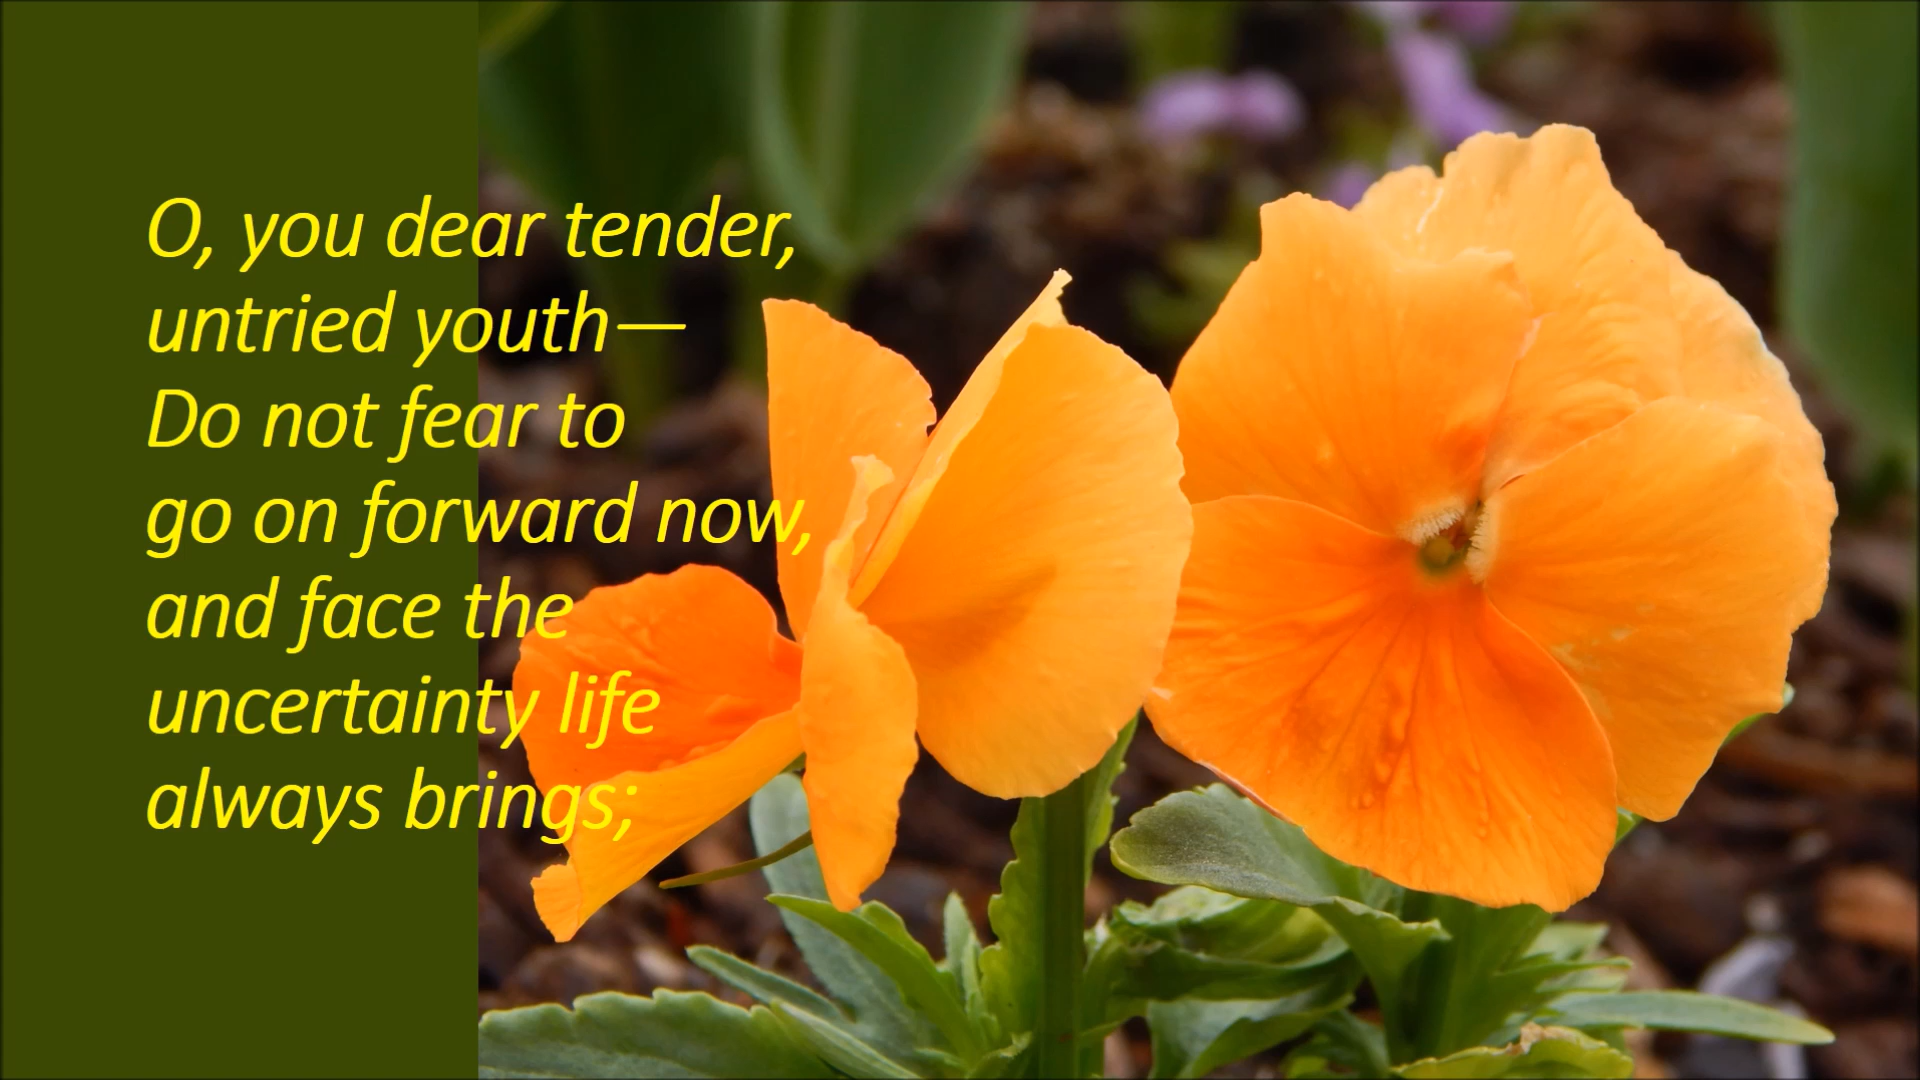 O, you dear tender,
untried youth—
Do not fear to
go on forward now,
and face the
uncertainty life
always brings;